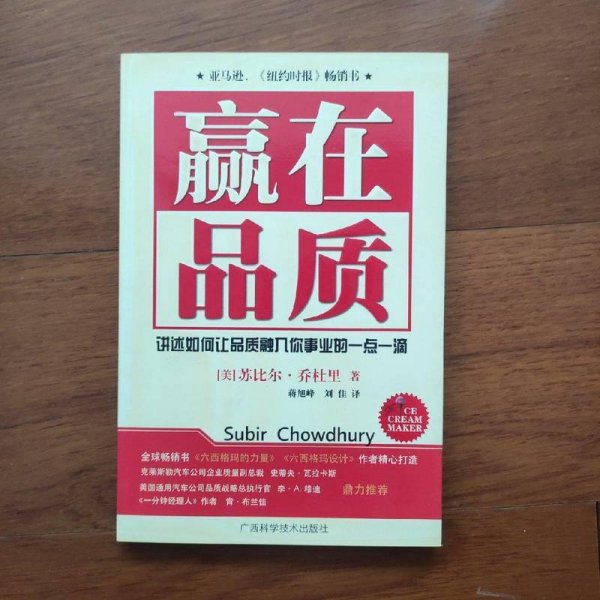 ★ 亚马逊、《纽约时报》畅销书 ★
赢在
品质
讲述如何让品质融入你事业的一点一滴
[美]苏比尔·乔杜里 著
蒋旭峰 刘佳 译
ICE
CREAM
MAKER
Subir Chowdhury
全球畅销书《六西格玛的力量》《六西格玛设计》作者精心打造
克莱斯勒汽车公司企业质量副总裁 史蒂夫·瓦拉卡斯
美国通用汽车公司品质战略总执行官 李·A.维迪
《一分钟经理人》作者 肯·布兰佳
鼎力推荐
广西科学技术出版社